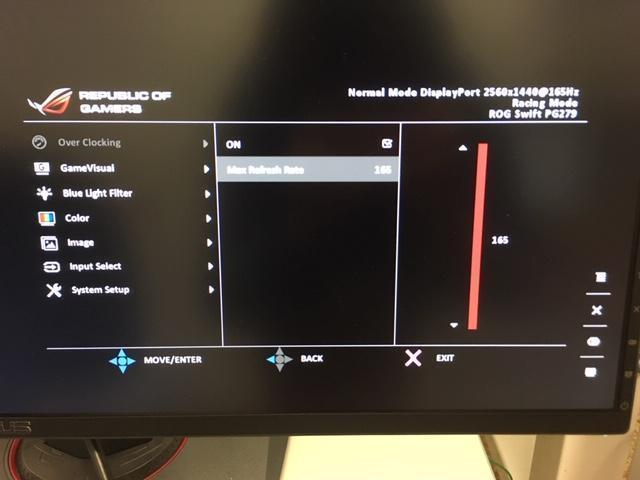 REPUBLIC OF
GAMERS
Normal Mode DisplayPort 2560x1440@165Hz
Racing Mode
ROG Swift PG279
Over Clocking
GameVisual
Blue Light Filter
Color
Image
Input Select
System Setup
ON
Max Refresh Rate 165
165
MOVE/ENTER
BACK
EXIT